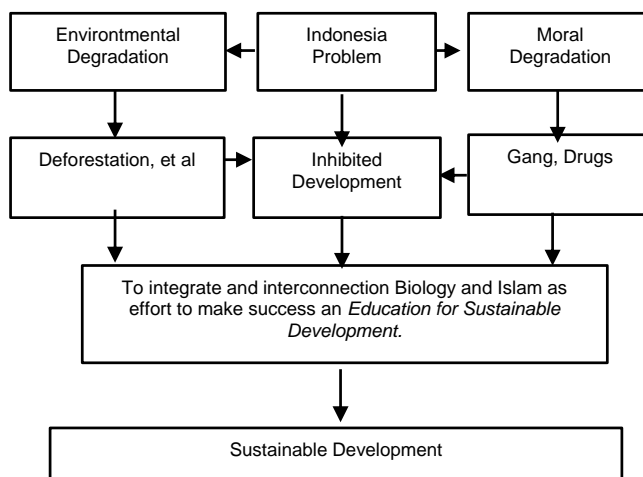 Environtmental
Degradation
Indonesia
Problem
Moral
Degradation
Deforestation, et al
Inhibited
Development
Gang, Drugs
To integrate and interconnection Biology and Islam as
effort to make success an Education for Sustainable
Development.
Sustainable Development